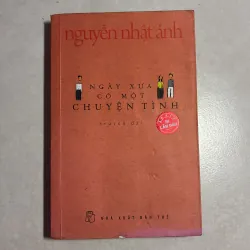 nguyễn nhật ánh
NGÀY XƯA
CÓ MỘT
CHUYỆN TÌNH
NHÀ XUẤT BẢN TRẺ